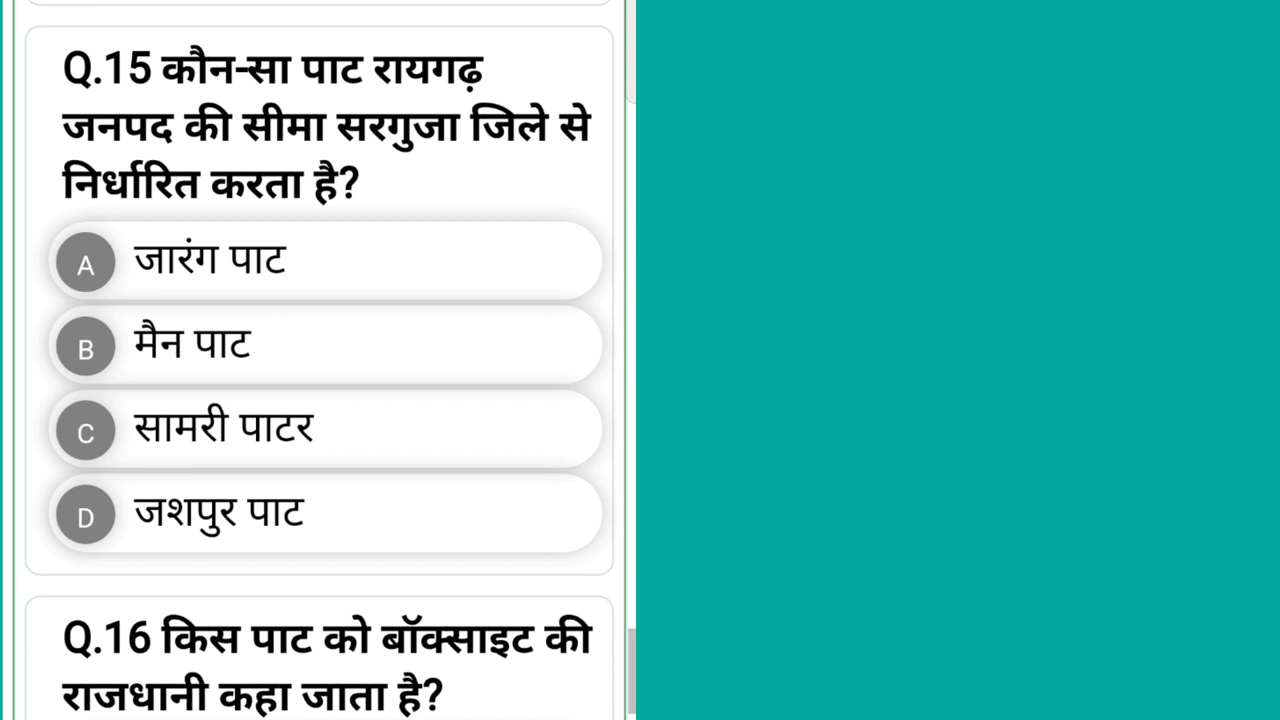 Q.15 कौन-सा पाट रायगढ़
जनपद की सीमा सरगुजा जिले से
निर्धारित करता है?
A जारंग पाट
B मैन पाट
C सामरी पाटर
D जशपुर पाट
Q.16 किस पाट को बॉक्साइट की
राजधानी कहा जाता है?